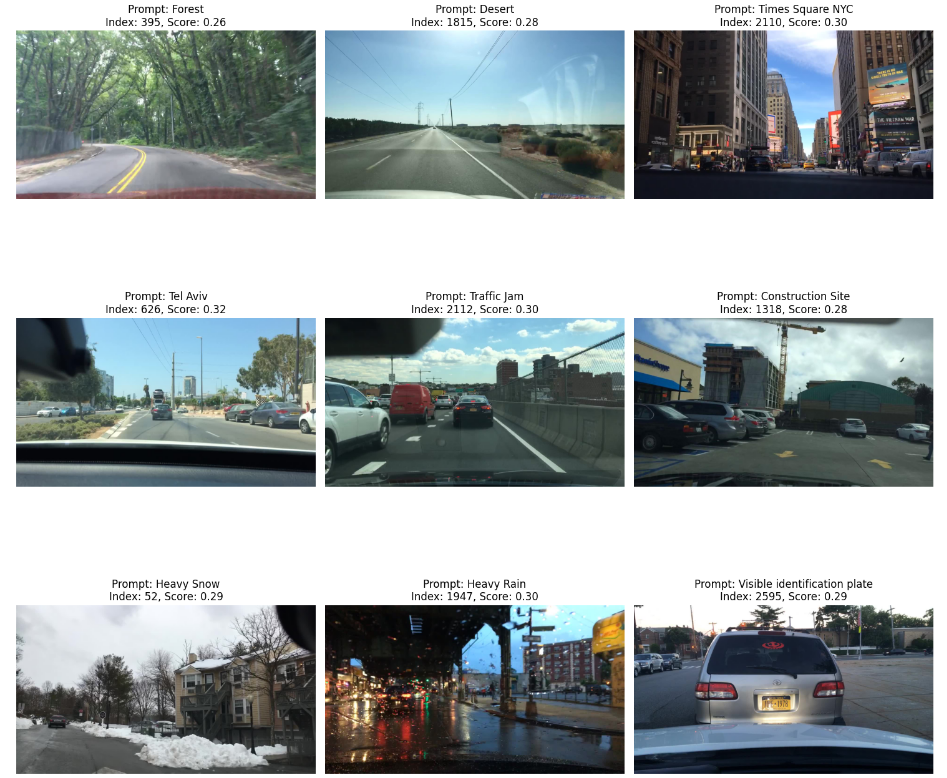 Prompt: Forest
Index: 395, Score: 0.26
Prompt: Desert
Index: 1815, Score: 0.28
Prompt: Times Square NYC
Index: 2110, Score: 0.30
Prompt: Tel Aviv
Index: 626, Score: 0.32
Prompt: Traffic Jam
Index: 2112, Score: 0.30
Prompt: Construction Site
Index: 1318, Score: 0.28
Prompt: Heavy Snow
Index: 52, Score: 0.29
Prompt: Heavy Rain
Index: 1947, Score: 0.30
Prompt: Visible identification plate
Index: 2595, Score: 0.29